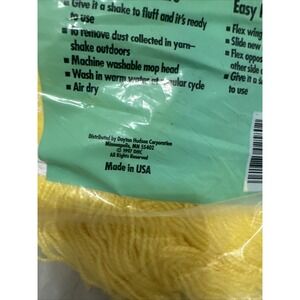 Give it a shake to fluff and it's ready
to use
■ To remove dust collected in yarn–
shake outdoors
■ Machine washable mop head
■ Wash in warm water at regular cycle
■ Air dry
Easy
■ Flex wing
■ Slide new
■ Flex oppos
other side
■ Give it a s
to use
Distributed by Dayton Hudson Corporation
Minneapolis, MN 55402
© 1997 DHC
All Rights Reserved
Made in USA